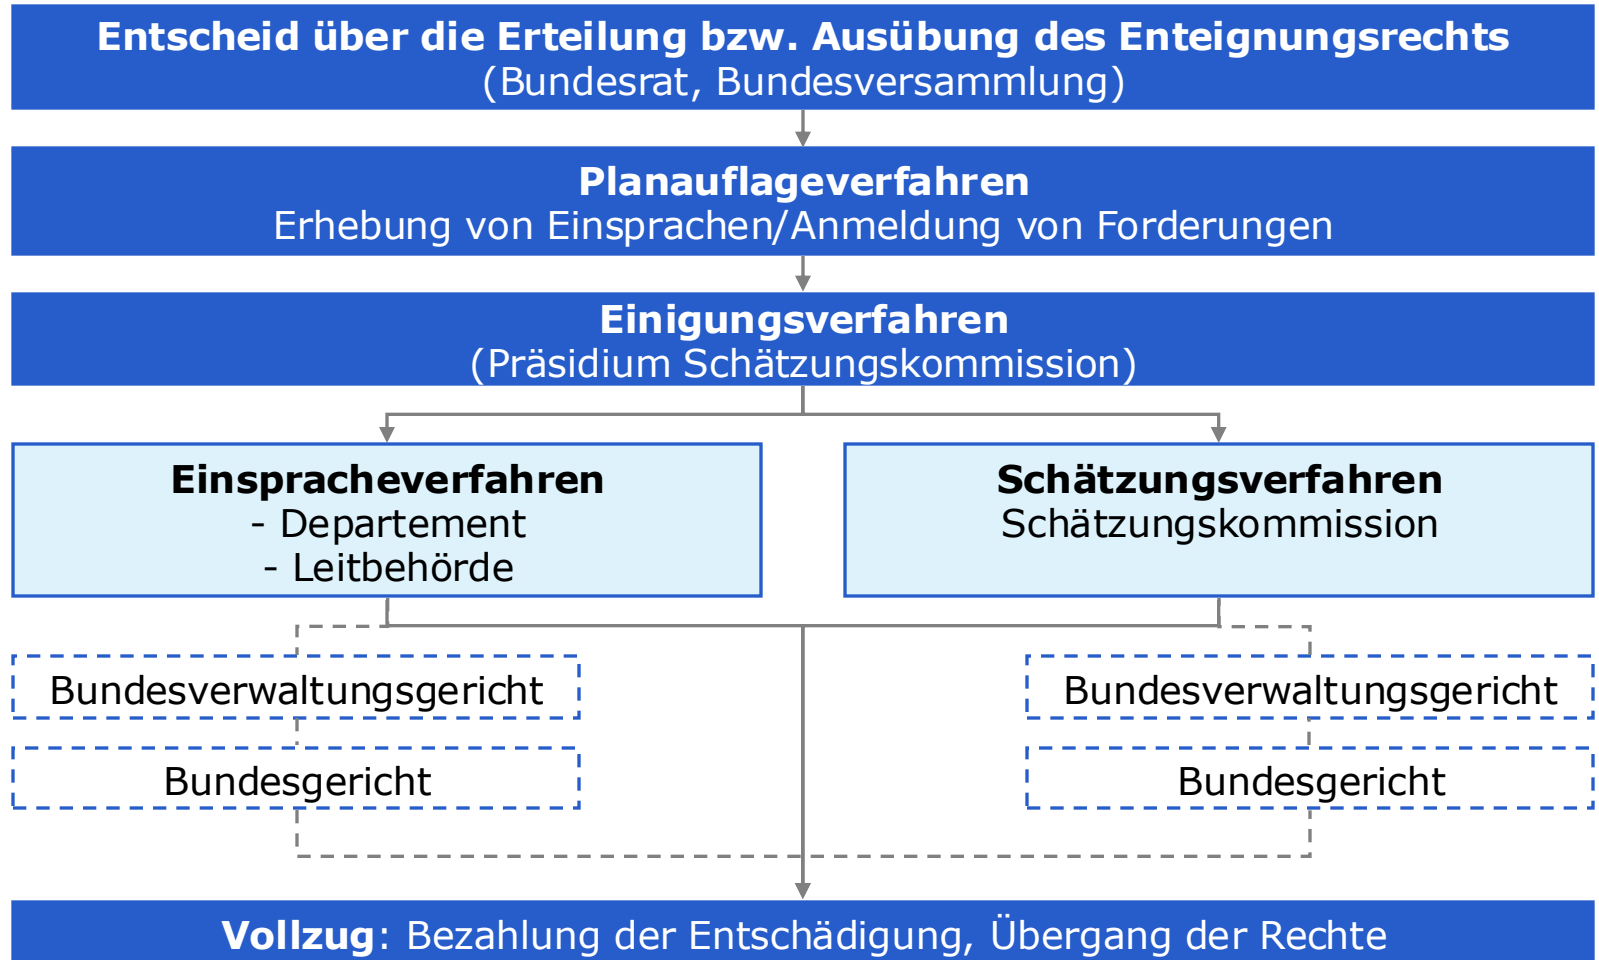 Entscheid über die Erteilung bzw. Ausübung des Enteignungsrechts
(Bundesrat, Bundesversammlung)
Planauflageverfahren
Erhebung von Einsprachen/Anmeldung von Forderungen
Einigungsverfahren
(Präsidium Schätzungskommission)
Einspracheverfahren
- Departement
- Leitbehörde
Schätzungsverfahren
Schätzungskommission
Bundesverwaltungsgericht
Bundesgericht
Bundesverwaltungsgericht
Bundesgericht
Vollzug: Bezahlung der Entschädigung, Übergang der Rechte